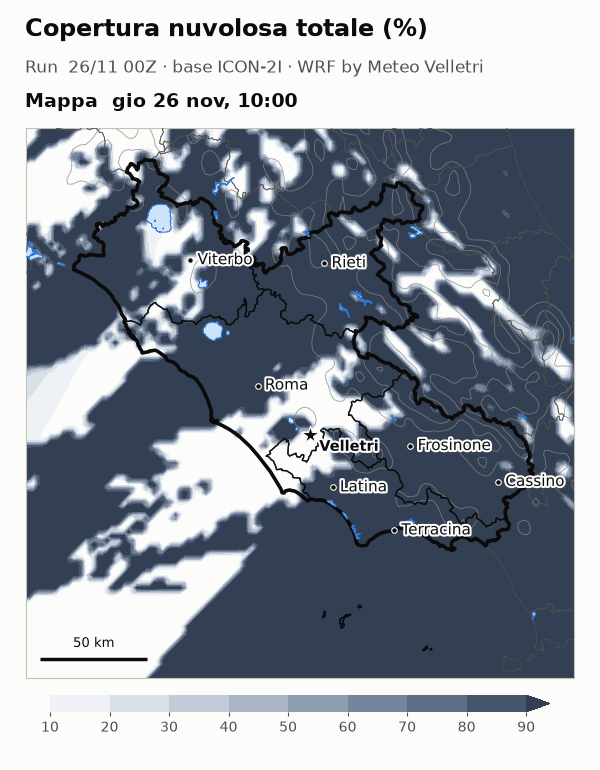 Copertura nuvolosa totale (%)
Run 26/11 00Z · base ICON-2I · WRF by Meteo Velletri
Mappa gio 26 nov, 10:00
Viterbo
Rieti
Roma
Velletri
Frosinone
Latina
Cassino
Terracina
50 km
10 20 30 40 50 60 70 80 90